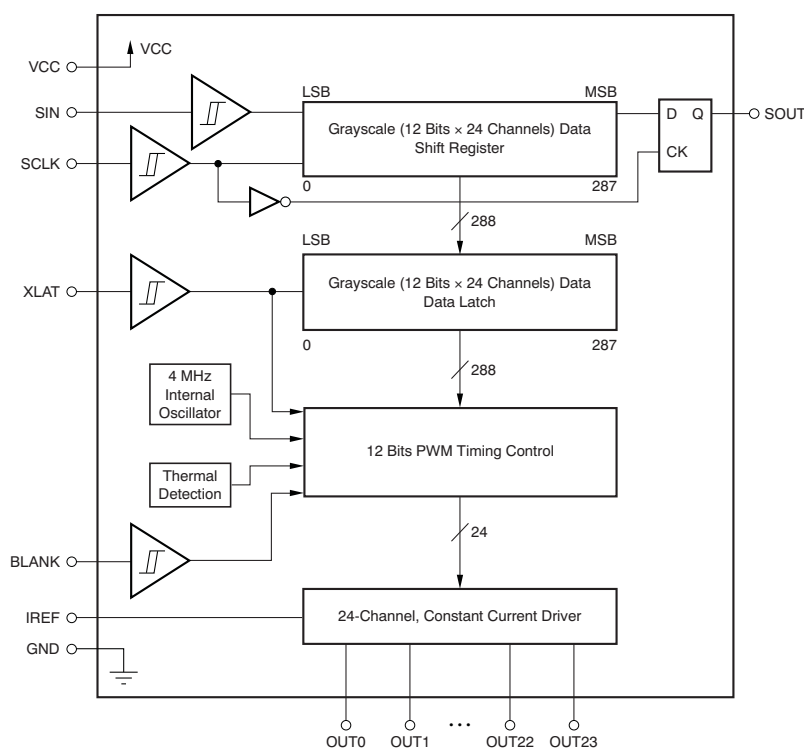 VCC
VCC
SIN
LSB
MSB
Grayscale (12 Bits × 24 Channels) Data
Shift Register
D Q
CK
SOUT
SCLK
0
287
288
LSB
MSB
XLAT
Grayscale (12 Bits × 24 Channels) Data
Data Latch
0
287
288
4 MHz
Internal
Oscillator
12 Bits PWM Timing Control
Thermal
Detection
24
BLANK
IREF
24-Channel, Constant Current Driver
GND
OUT0 OUT1 ... OUT22 OUT23